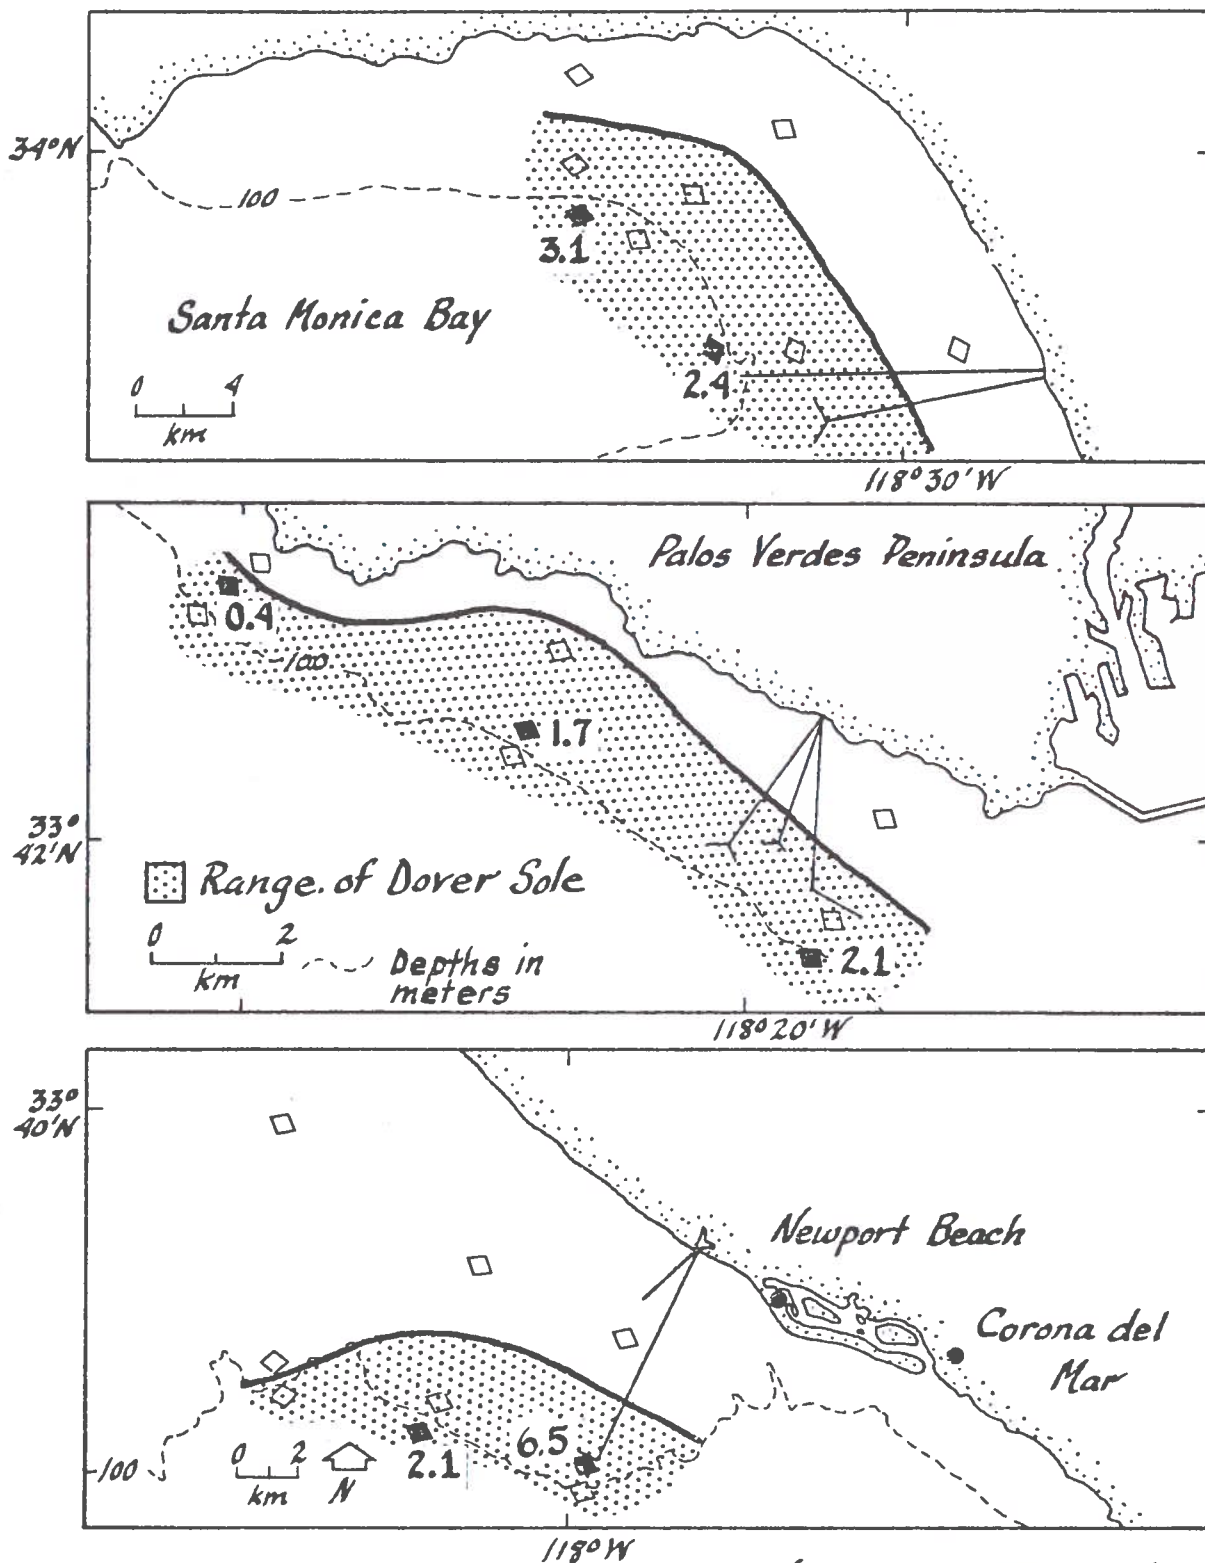 34°N
100
3.1
Santa Monica Bay
2.4
0 4
km
118°30'W
Palos Verdes Peninsula
0.4
100
1.7
33°
42'N
Range. of Dover Sole
0 2
km
Depths in
meters
2.1
118°20'W
33°
40'N
Newport Beach
Corona del
Mar
6.5
2.1
100
0 2
km
N
118°W